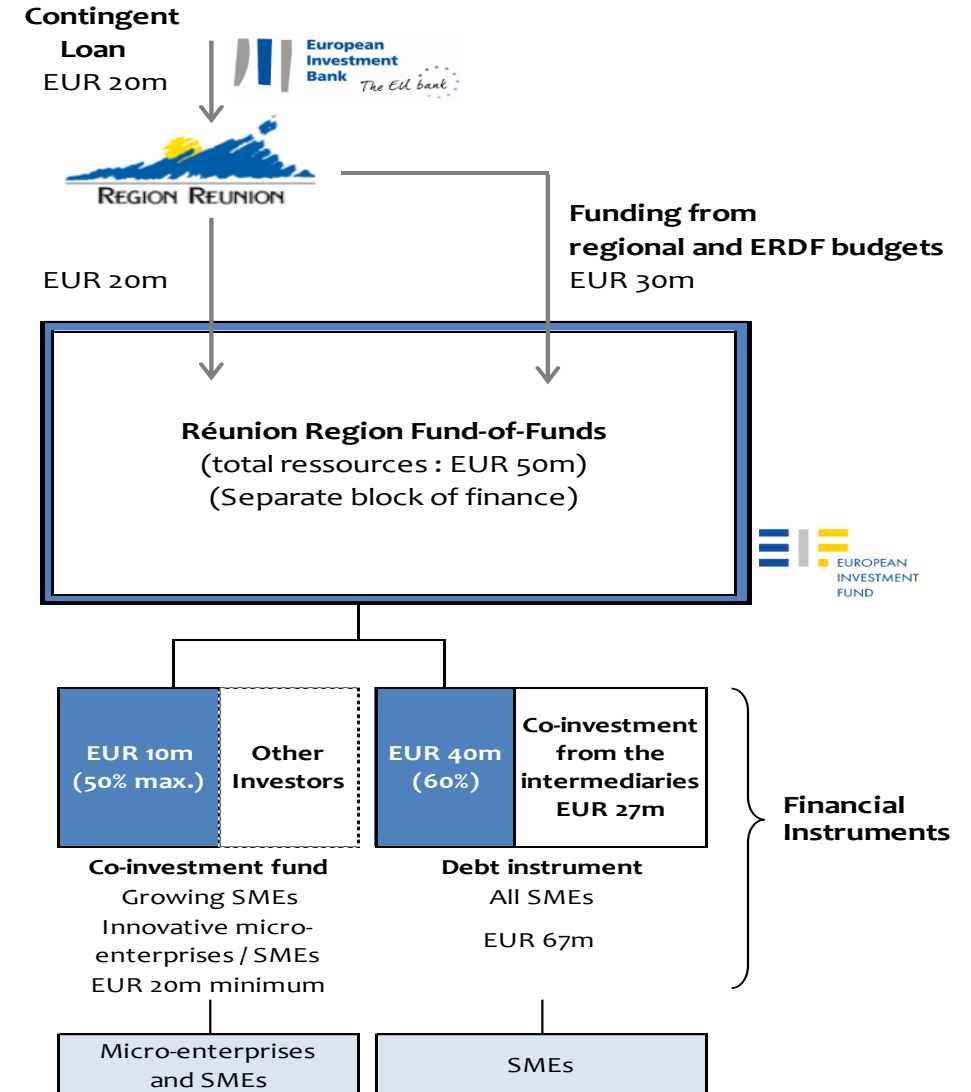 Contingent
Loan
EUR 20m
European
Investment
Bank
The EU bank
REGION REUNION
EUR 20m
Funding from
regional and ERDF budgets
EUR 30m
Réunion Region Fund-of-Funds
(total ressources : EUR 50m)
(Separate block of finance)
EUROPEAN
INVESTMENT
FUND
EUR 10m
(50% max.)
Other
Investors
EUR 40m
(60%)
Co-investment
from the
intermediaries
EUR 27m
Financial
Instruments
Co-investment fund
Growing SMEs
Innovative micro-
enterprises / SMEs
EUR 20m minimum
Debt instrument
All SMEs
EUR 67m
Micro-enterprises
and SMEs
SMEs